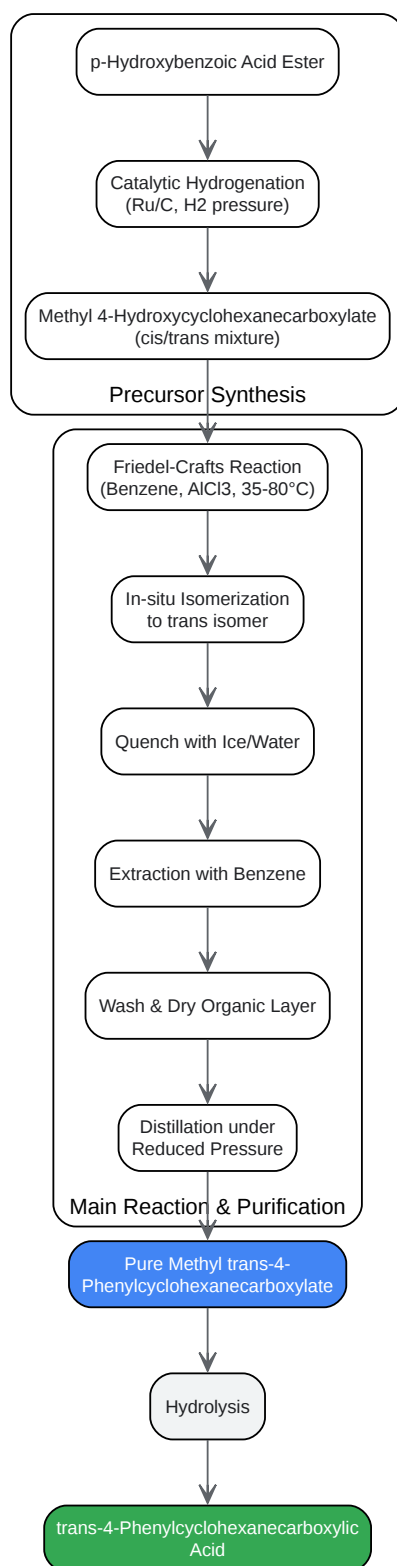 p-Hydroxybenzoic Acid Ester
Catalytic Hydrogenation
(Ru/C, H2 pressure)
Methyl 4-Hydroxycyclohexanecarboxylate
(cis/trans mixture)
Precursor Synthesis
Friedel-Crafts Reaction
(Benzene, AlCl3, 35-80°C)
In-situ Isomerization
to trans isomer
Quench with Ice/Water
Extraction with Benzene
Wash & Dry Organic Layer
Distillation under
Reduced Pressure
Main Reaction & Purification
Pure Methyl trans-4-
Phenylcyclohexanecarboxylate
Hydrolysis
trans-4-Phenylcyclohexanecarboxylic
Acid